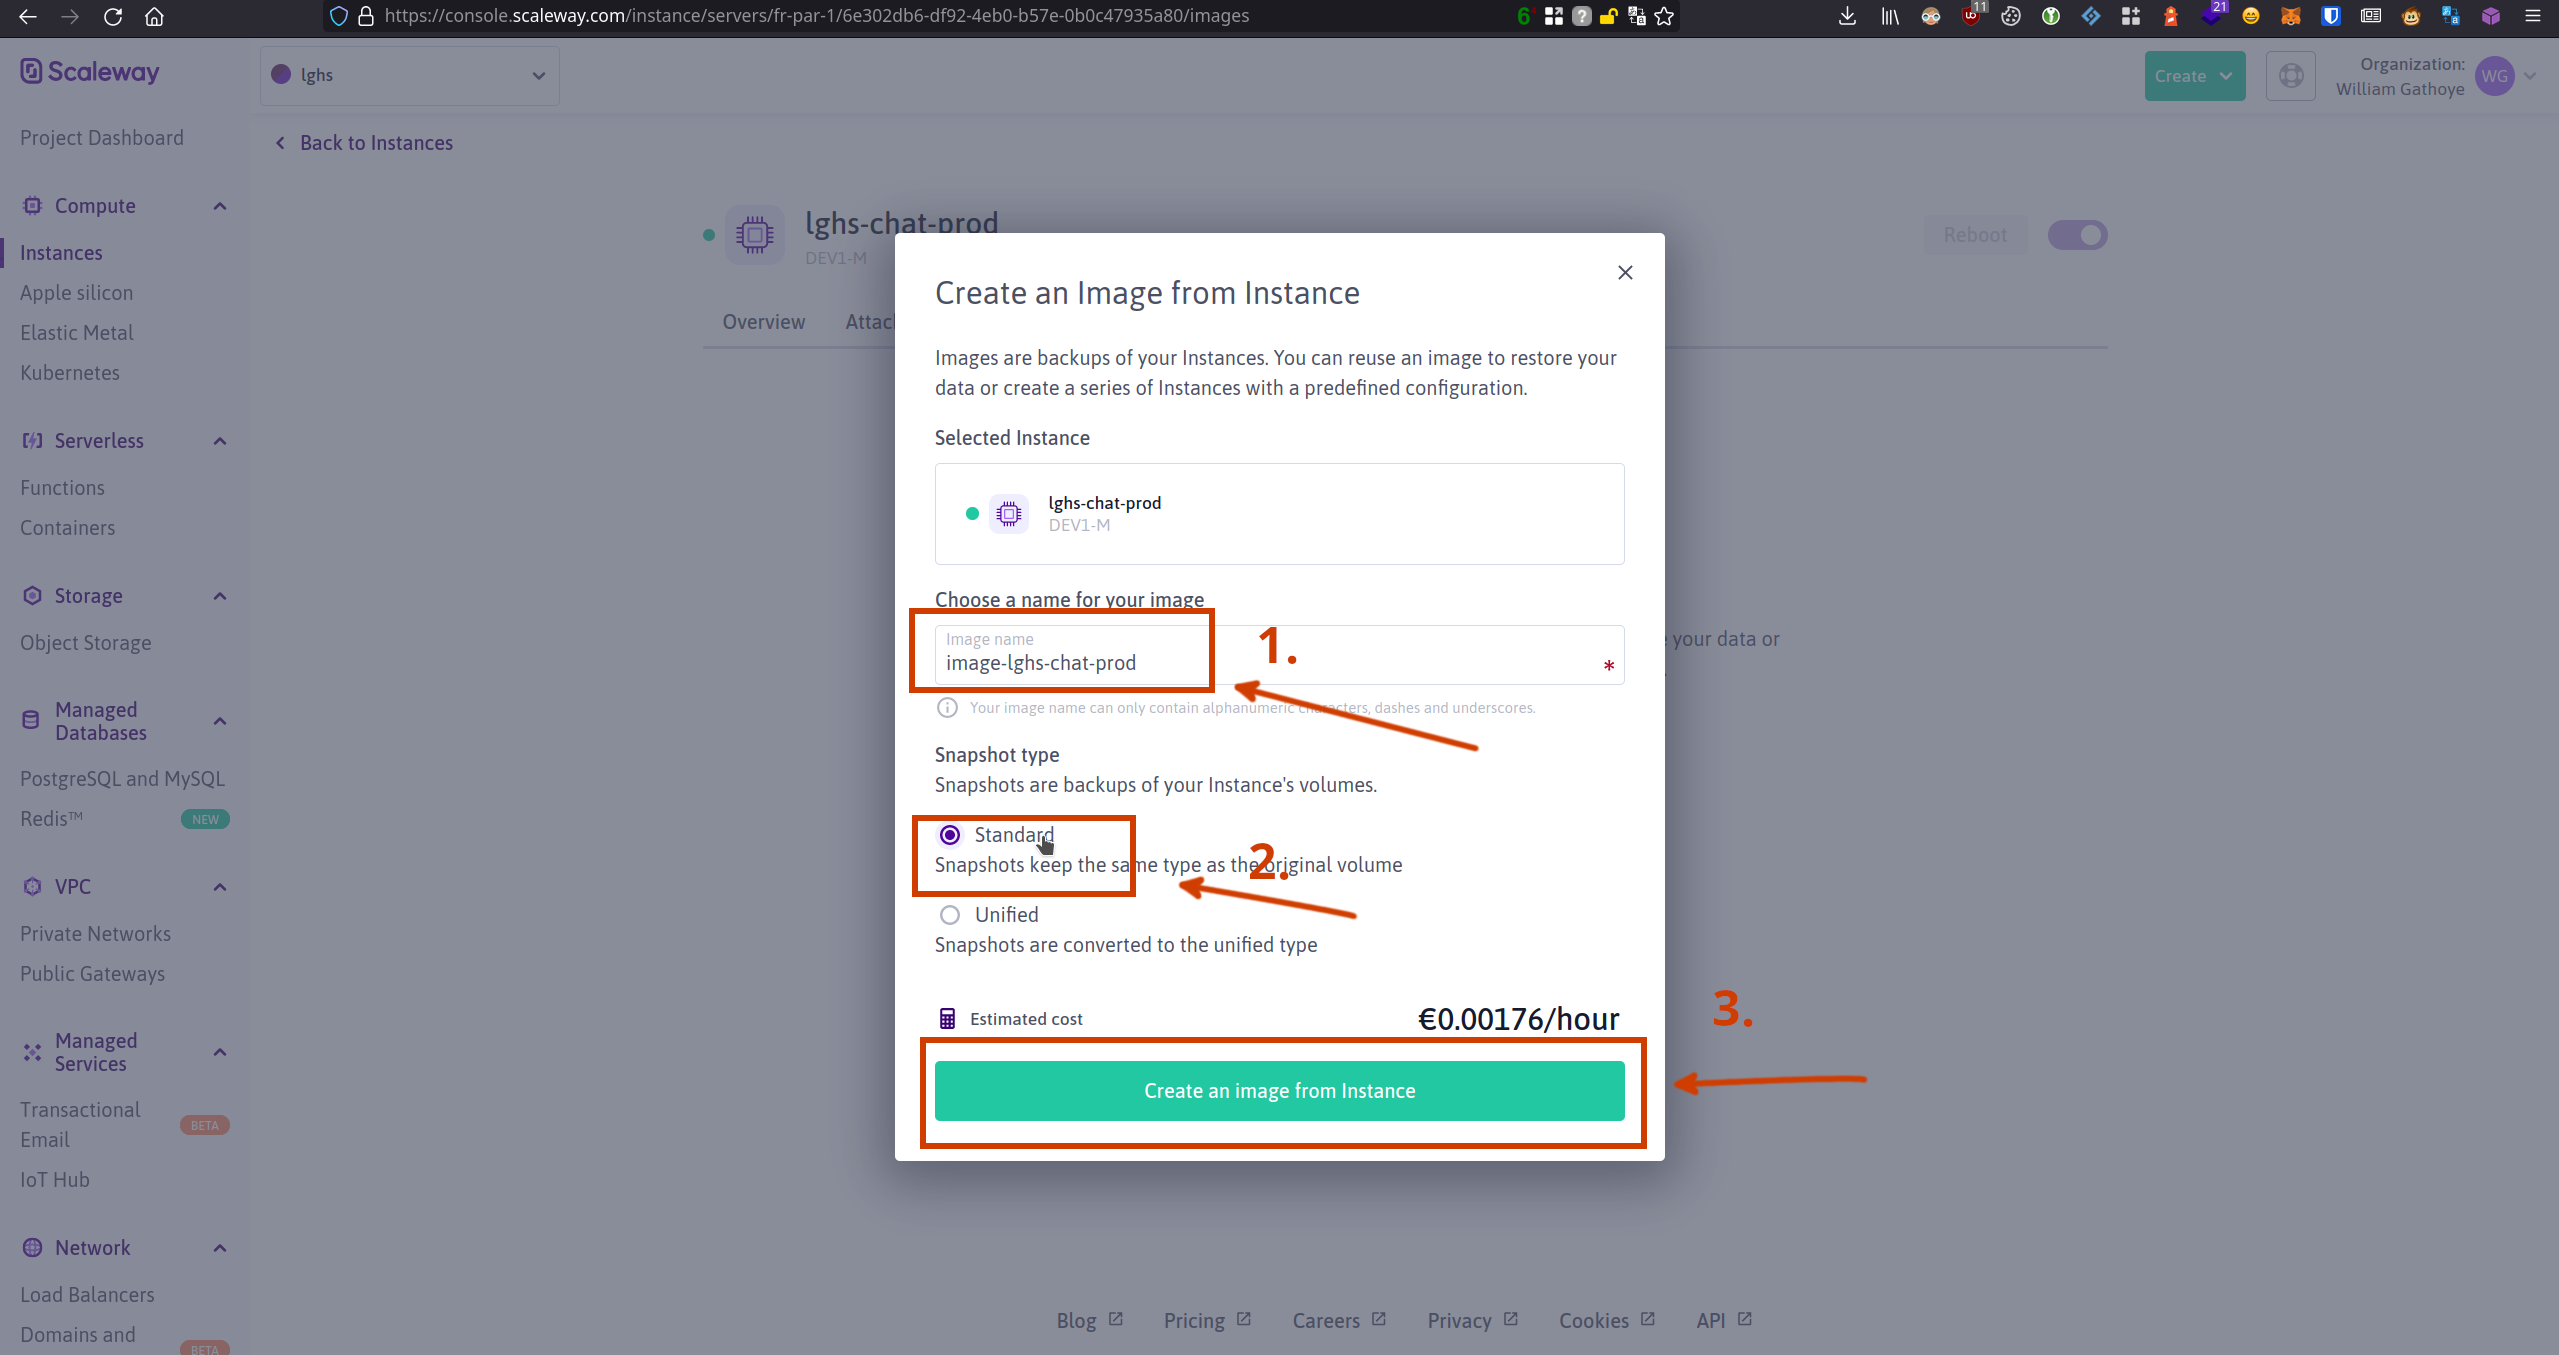 https://console.scaleway.com/instance/servers/fr-par-1/6e302db6-df92-4eb0-b57e-0b0c47935a80/images
6
11
21
Scaleway
lghs
Create
Organization:
William Gathoye
WG
Project Dashboard
Compute
Instances
Apple silicon
Elastic Metal
Kubernetes
Serverless
Functions
Containers
Storage
Object Storage
Managed
Databases
PostgreSQL and MySQL
Redis™ NEW
VPC
Private Networks
Public Gateways
Managed
Services
Transactional
Email
BETA
IoT Hub
Network
Load Balancers
Domains and
BETA
Back to Instances
lghs-chat-prod
DEV1-M
Reboot
Overview
Attac
your data or
Create an Image from Instance
Images are backups of your Instances. You can reuse an image to restore your
data or create a series of Instances with a predefined configuration.
Selected Instance
lghs-chat-prod
DEV1-M
Choose a name for your image
Image name
image-lghs-chat-prod
*
1.
Your image name can only contain alphanumeric characters, dashes and underscores.
Snapshot type
Snapshots are backups of your Instance's volumes.
Standard
Snapshots keep the same type as the original volume
2.
Unified
Snapshots are converted to the unified type
Estimated cost
€0.00176/hour
3.
Create an image from Instance
Blog
Pricing
Careers
Privacy
Cookies
API